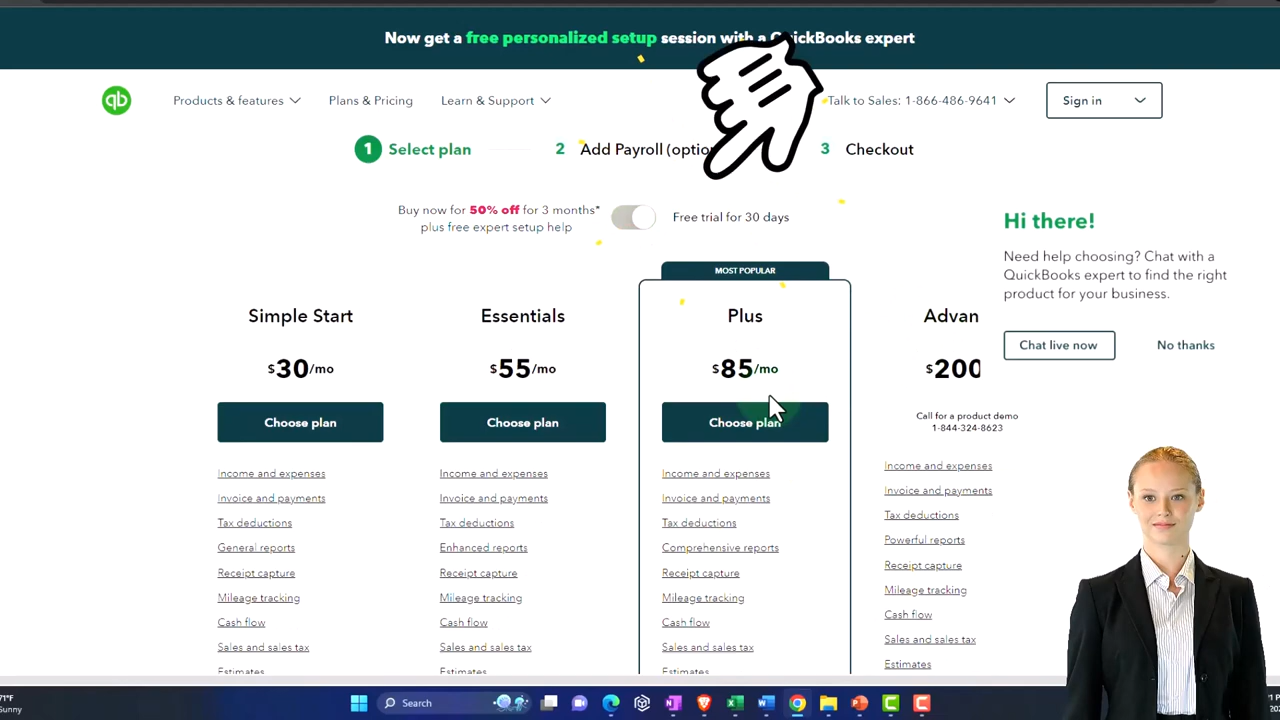 Now get a free personalized setup session with a QuickBooks expert
qb
Products & features
Plans & Pricing
Learn & Support
Talk to Sales: 1-866-486-9641
Sign in
1 Select plan
2 Add Payroll (optio
3 Checkout
Buy now for 50% off for 3 months*
plus free expert setup help
Free trial for 30 days
Hi there!
Need help choosing? Chat with a
QuickBooks expert to find the right
product for your business.
Chat live now
No thanks
Simple Start
$30/mo
Choose plan
Income and expenses
Invoice and payments
Tax deductions
General reports
Receipt capture
Mileage tracking
Cash flow
Sales and sales tax
Estimates
Essentials
$55/mo
Choose plan
Income and expenses
Invoice and payments
Tax deductions
Enhanced reports
Receipt capture
Mileage tracking
Cash flow
Sales and sales tax
Estimates
MOST POPULAR
Plus
$85/mo
Choose plan
Income and expenses
Invoice and payments
Tax deductions
Comprehensive reports
Receipt capture
Mileage tracking
Cash flow
Sales and sales tax
Estimates
Advan
$200
Call for a product demo
1-844-324-8623
Income and expenses
Invoice and payments
Tax deductions
Powerful reports
Receipt capture
Mileage tracking
Cash flow
Sales and sales tax
Estimates
71°F
Sunny
Search